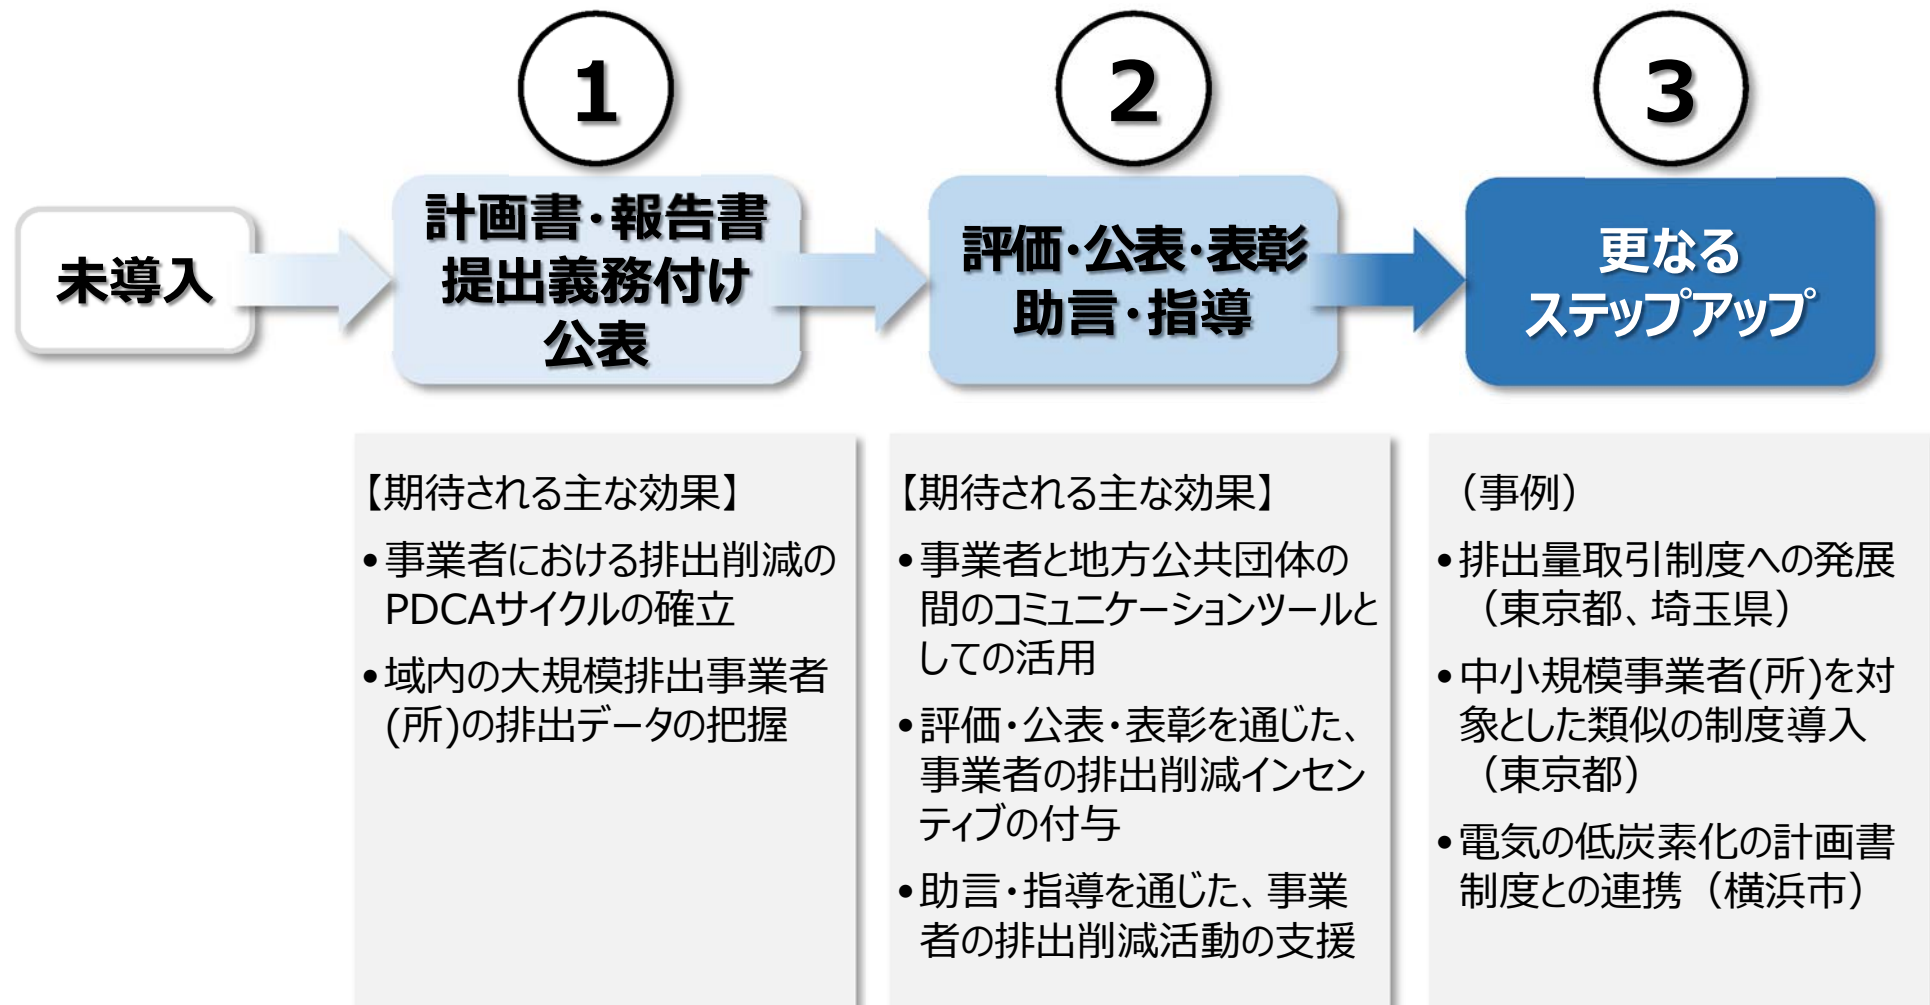 1
2
3
未導入
計画書・報告書
提出義務付け
公表
評価・公表・表彰
助言・指導
更なる
ステップアップ
【期待される主な効果】
•事業者における排出削減の
PDCAサイクルの確立
•域内の大規模排出事業者
(所)の排出データの把握
【期待される主な効果】
•事業者と地方公共団体の
間のコミュニケーションツールと
しての活用
•評価・公表・表彰を通じた、
事業者の排出削減インセン
ティブの付与
•助言・指導を通じた、事業
者の排出削減活動の支援
（事例）
•排出量取引制度への発展
（東京都、埼玉県）
•中小規模事業者(所)を対
象とした類似の制度導入
（東京都）
•電気の低炭素化の計画書
制度との連携（横浜市）